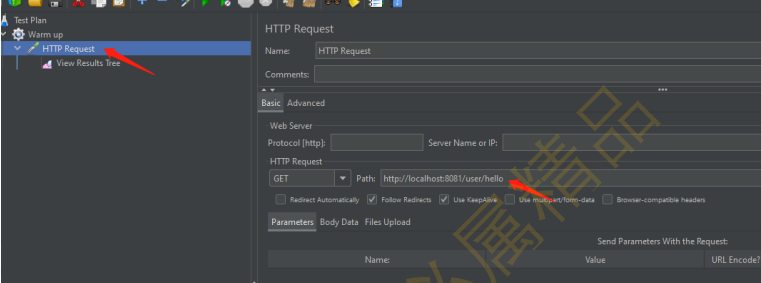 Test Plan
Warm up
HTTP Request
View Results Tree
HTTP Request
Name: HTTP Request
Comments:
Basic Advanced
Web Server
Protocol [http]: Server Name or IP:
HTTP Request
GET Path: http://localhost:8081/user/hello
Redirect Automatically Follow Redirects Use KeepAlive Use multipart/form-data Browser-compatible headers
Parameters Body Data Files Upload
Send Parameters With the Request:
Name: Value URL Encode?
属精品